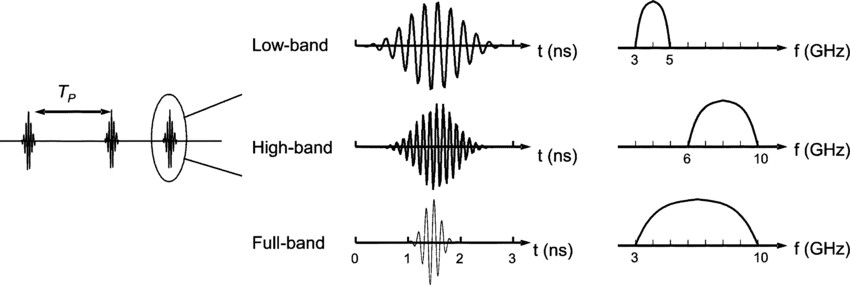 Low-band
t (ns)
3 5
f (GHz)
T_P
High-band
t (ns)
6 10
f (GHz)
Full-band
0 1 2 3
t (ns)
3 10
f (GHz)